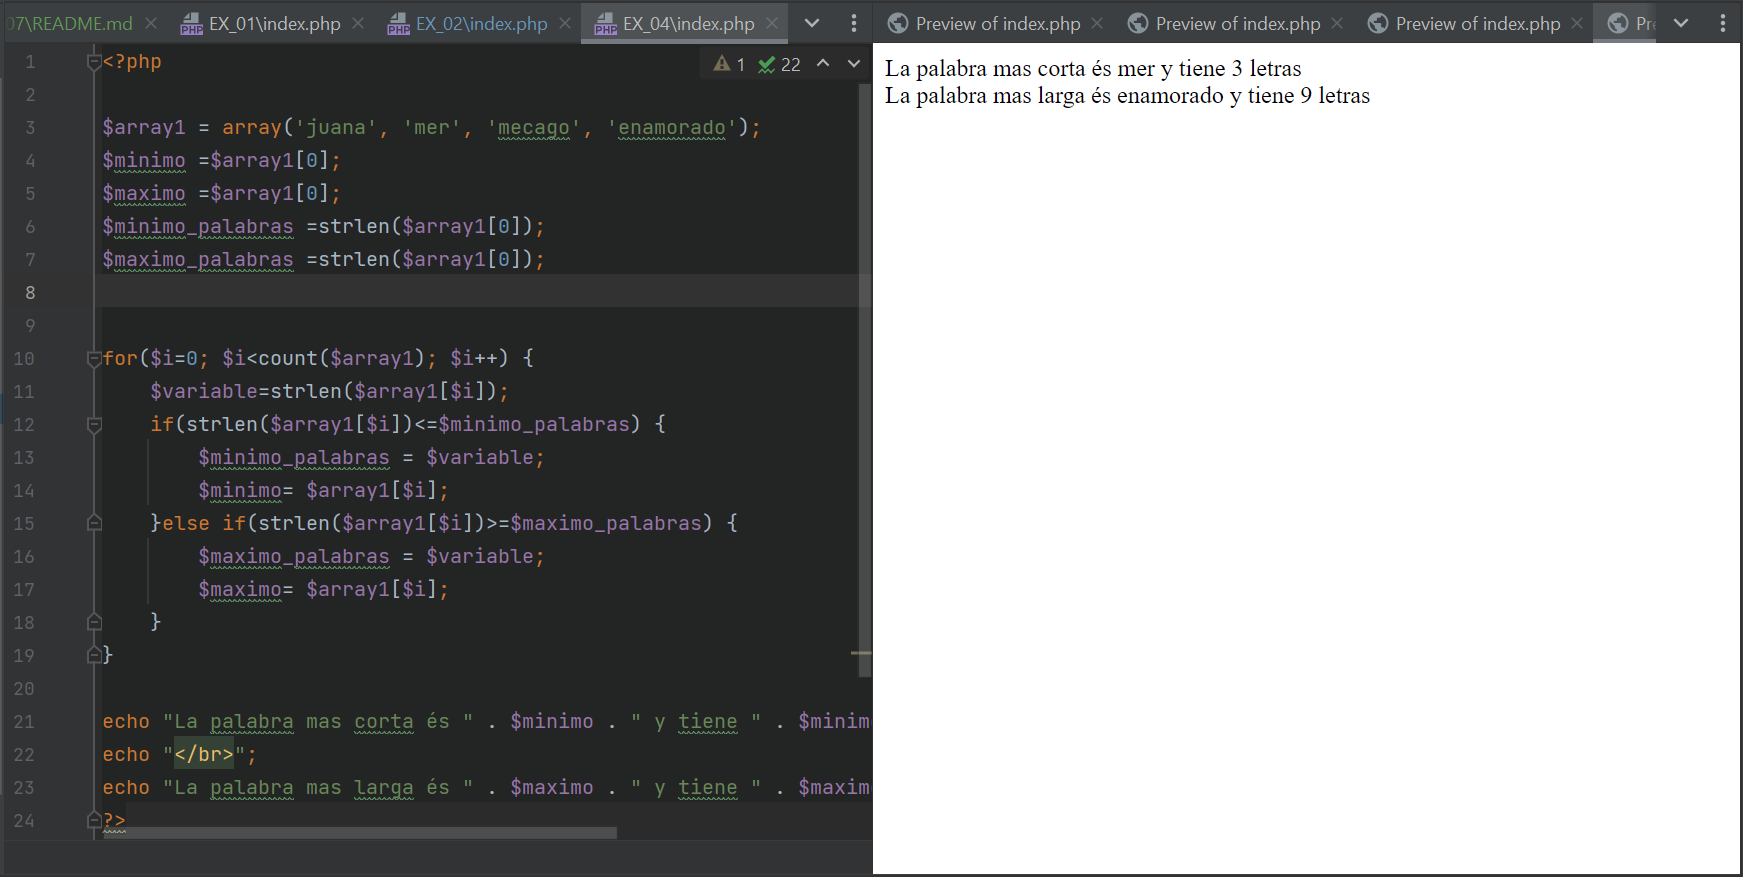 07\README.md EX_01\index.php EX_02\index.php EX_04\index.php
1 <?php
2
3 $array1 = array('juana', 'mer', 'mecago', 'enamorado');
4 $minimo =$array1[0];
5 $maximo =$array1[0];
6 $minimo_palabras =strlen($array1[0]);
7 $maximo_palabras =strlen($array1[0]);
8
9
10 for($i=0; $i<count($array1); $i++) {
11     $variable=strlen($array1[$i]);
12     if(strlen($array1[$i])<=$minimo_palabras) {
13         $minimo_palabras = $variable;
14         $minimo= $array1[$i];
15     }else if(strlen($array1[$i])>=$maximo_palabras) {
16         $maximo_palabras = $variable;
17         $maximo= $array1[$i];
18     }
19 }
20
21 echo "La palabra mas corta és " . $minimo . " y tiene " . $minim
22 echo "</br>";
23 echo "La palabra mas larga és " . $maximo . " y tiene " . $maxim
24 ?>
1 22
Preview of index.php Preview of index.php Preview of index.php Pre
La palabra mas corta és mer y tiene 3 letras
La palabra mas larga és enamorado y tiene 9 letras